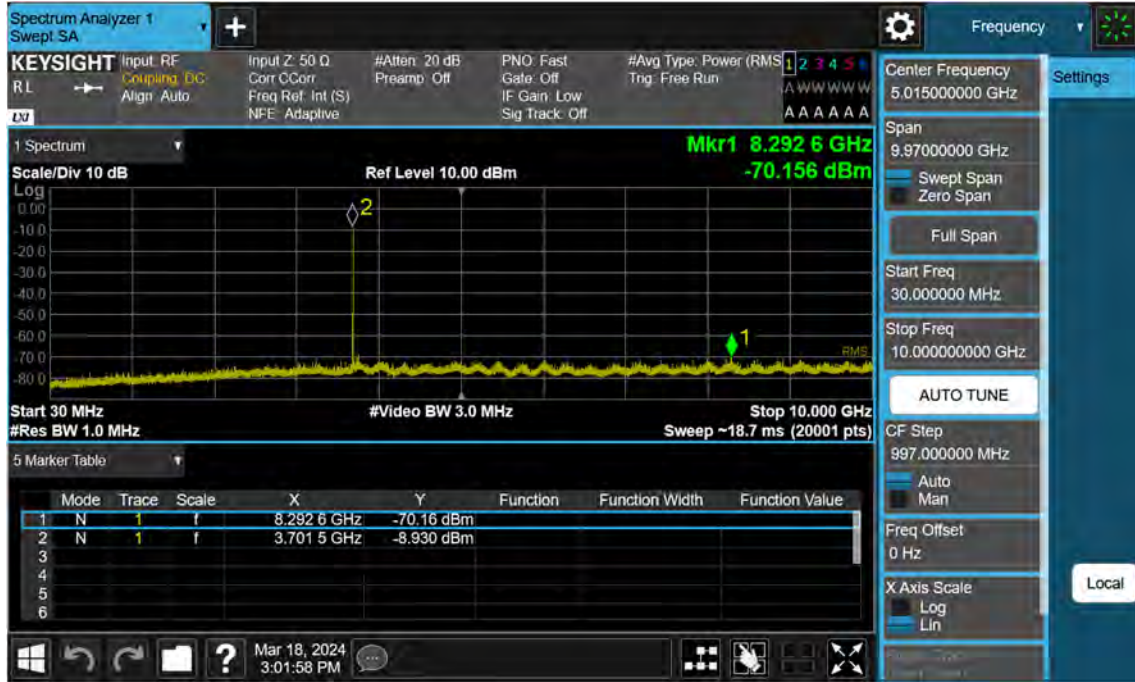 Spectrum Analyzer 1
Swept SA
Frequency
KEYSIGHT
Input: RF
Input Z: 50 Ω
#Atten: 20 dB
PNO: Fast
#Avg Type: Power (RMS
1 2 3 4 5 6
RL
Coupling: DC
Corr CCorr
Preamp: Off
Gate: Off
Trig: Free Run
Align: Auto
Freq Ref: Int (S)
IF Gain: Low
A W W W W W
NFE: Adaptive
Sig Track: Off
A A A A A A
LXI
1 Spectrum
Mkr1 8.292 6 GHz
Scale/Div 10 dB
Ref Level 10.00 dBm
-70.156 dBm
Log
0.00
-10.0
-20.0
-30.0
-40.0
-50.0
-60.0
-70.0
-80.0
2
1
RMS
Start 30 MHz
#Video BW 3.0 MHz
Stop 10.000 GHz
#Res BW 1.0 MHz
Sweep ~18.7 ms (20001 pts)
5 Marker Table
Mode Trace Scale X Y Function Function Width Function Value
1 N 1 f 8.292 6 GHz -70.16 dBm
2 N 1 f 3.701 5 GHz -8.930 dBm
3
4
5
6
Mar 18, 2024
3:01:58 PM
Center Frequency
5.015000000 GHz
Settings
Span
9.97000000 GHz
Swept Span
Zero Span
Full Span
Start Freq
30.000000 MHz
Stop Freq
10.000000000 GHz
AUTO TUNE
CF Step
997.000000 MHz
Auto
Man
Freq Offset
0 Hz
X Axis Scale
Log
Lin
Local